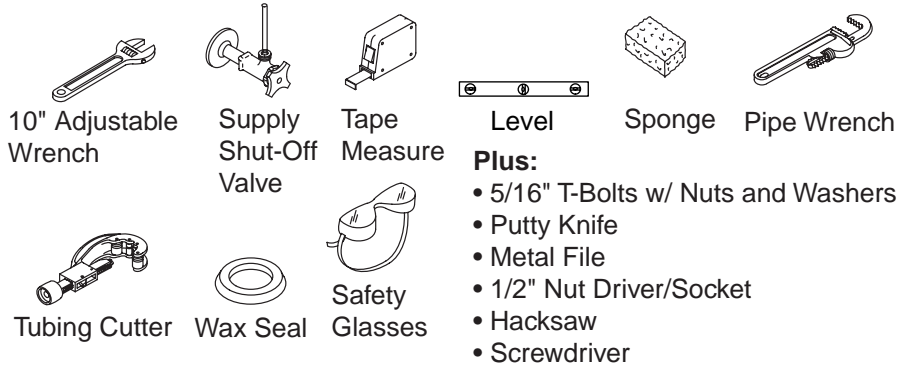 10" Adjustable
Wrench
Supply
Shut-Off
Valve
Tape
Measure
Level
Sponge
Pipe Wrench
Tubing Cutter
Wax Seal
Safety
Glasses
Plus:
• 5/16" T-Bolts w/ Nuts and Washers
• Putty Knife
• Metal File
• 1/2" Nut Driver/Socket
• Hacksaw
• Screwdriver